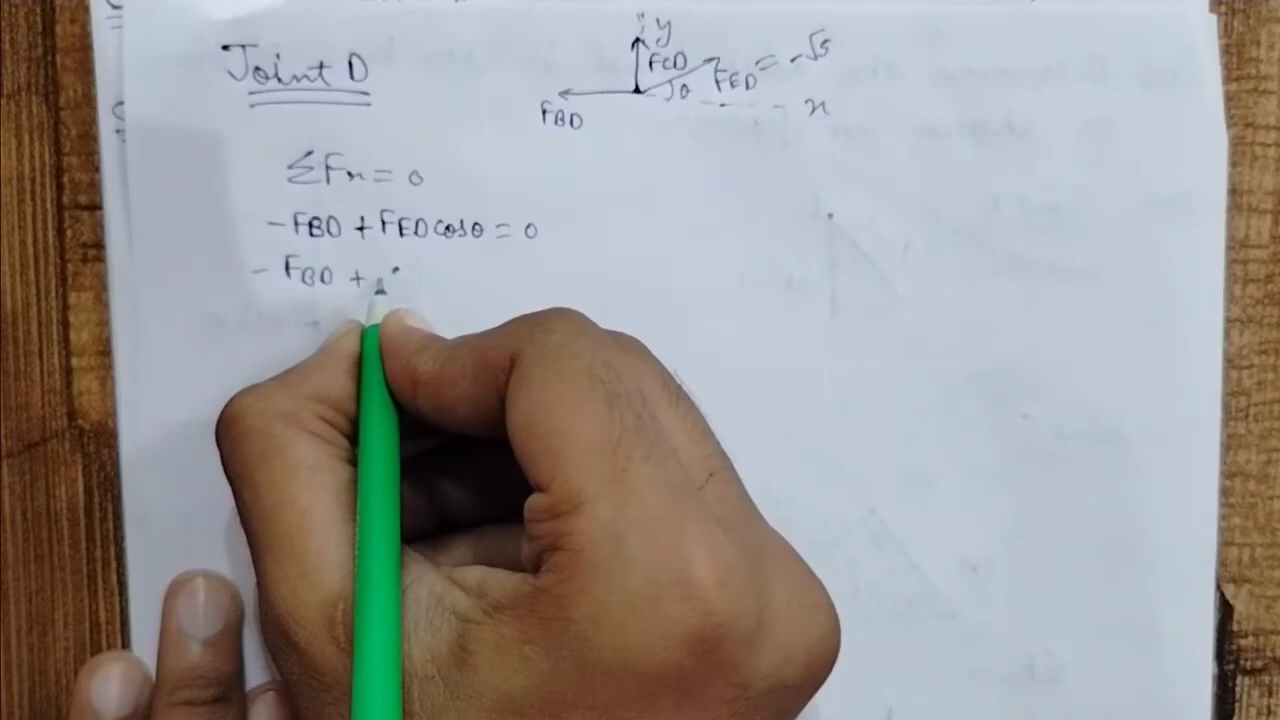 Joint D
y
FCD
FED = -√5
θ
x
FBD
ΣFx = 0
-FBD + FED cosθ = 0
- FBD +